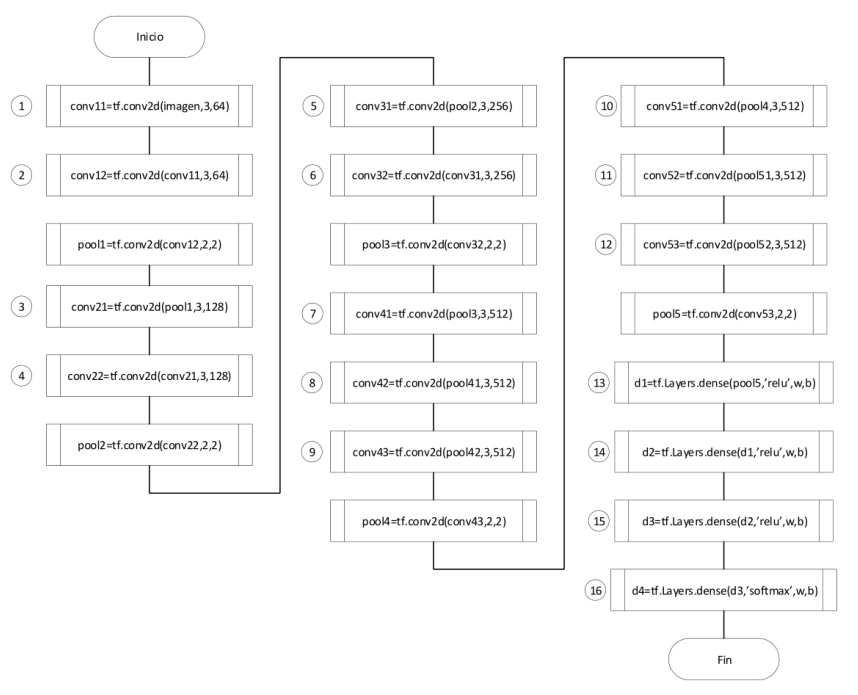 Inicio
1 conv11=tf.conv2d(imagen,3,64)
2 conv12=tf.conv2d(conv11,3,64)
pool1=tf.conv2d(conv12,2,2)
3 conv21=tf.conv2d(pool1,3,128)
4 conv22=tf.conv2d(conv21,3,128)
pool2=tf.conv2d(conv22,2,2)
5 conv31=tf.conv2d(pool2,3,256)
6 conv32=tf.conv2d(conv31,3,256)
pool3=tf.conv2d(conv32,2,2)
7 conv41=tf.conv2d(pool3,3,512)
8 conv42=tf.conv2d(pool41,3,512)
9 conv43=tf.conv2d(pool42,3,512)
pool4=tf.conv2d(conv43,2,2)
10 conv51=tf.conv2d(pool4,3,512)
11 conv52=tf.conv2d(pool51,3,512)
12 conv53=tf.conv2d(pool52,3,512)
pool5=tf.conv2d(conv53,2,2)
13 d1=tf.Layers.dense(pool5,’relu’,w,b)
14 d2=tf.Layers.dense(d1,’relu’,w,b)
15 d3=tf.Layers.dense(d2,’relu’,w,b)
16 d4=tf.Layers.dense(d3,’softmax’,w,b)
Fin